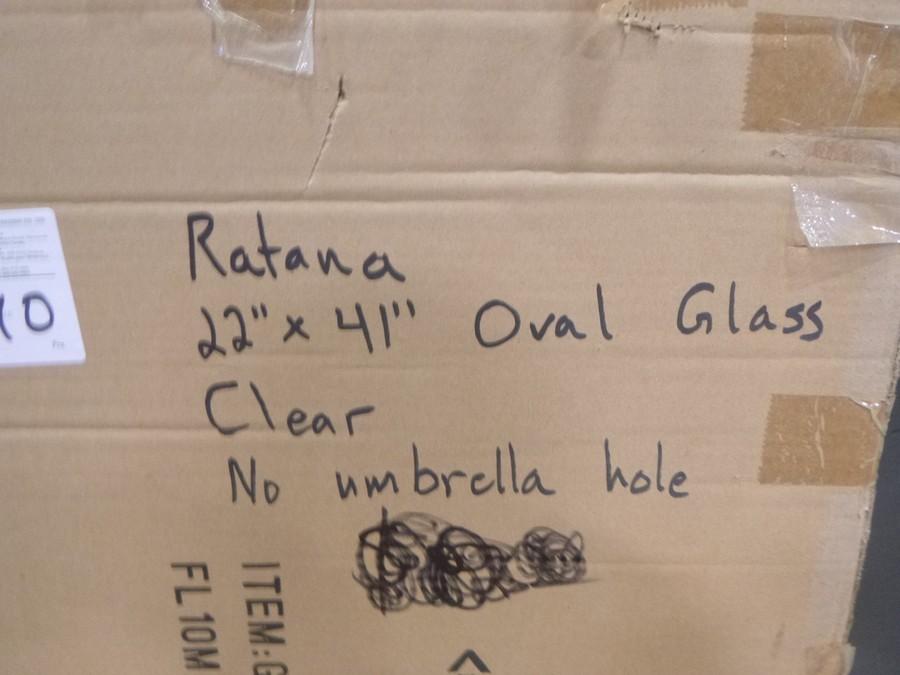 Ratana
22" x 41" Oval Glass
Clear
No umbrella hole
10
ITEM:G
FL10M